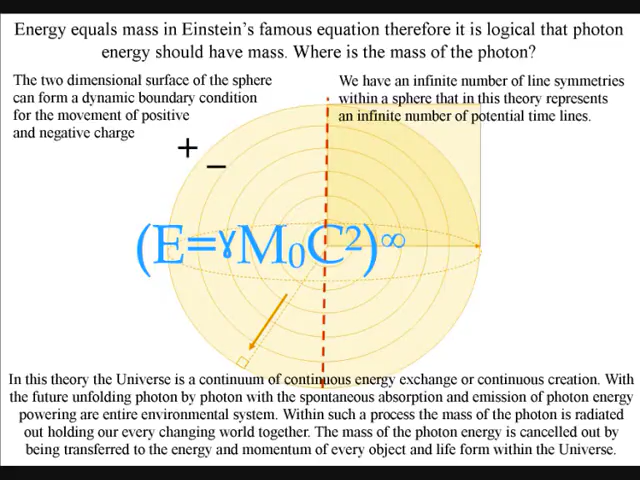 Energy equals mass in Einstein's famous equation therefore it is logical that photon
energy should have mass. Where is the mass of the photon?
The two dimensional surface of the sphere
can form a dynamic boundary condition
for the movement of positive
and negative charge
We have an infinite number of line symmetries
within a sphere that in this theory represents
an infinite number of potential time lines.
+
–
(E=ɣM₀C²)∞
In this theory the Universe is a continuum of continuous energy exchange or continuous creation. With
the future unfolding photon by photon with the spontaneous absorption and emission of photon energy
powering are entire environmental system. Within such a process the mass of the photon is radiated
out holding our every changing world together. The mass of the photon energy is cancelled out by
being transferred to the energy and momentum of every object and life form within the Universe.